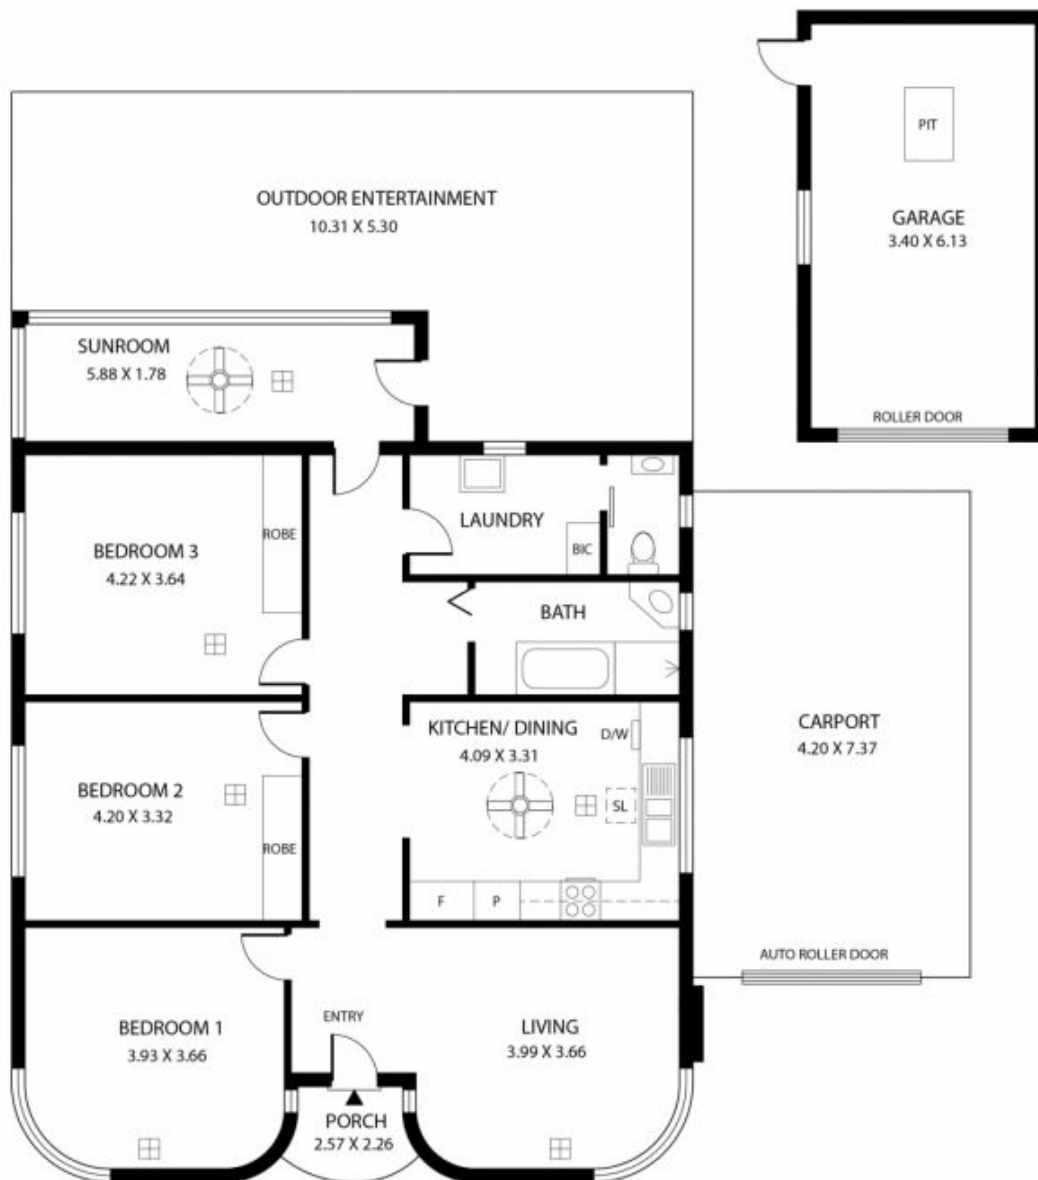 PIT
GARAGE
3.40 X 6.13
ROLLER DOOR
OUTDOOR ENTERTAINMENT
10.31 X 5.30
SUNROOM
5.88 X 1.78
LAUNDRY
BIC
BEDROOM 3
4.22 X 3.64
ROBE
BATH
KITCHEN/ DINING
4.09 X 3.31
D/W
SL
F
P
BEDROOM 2
4.20 X 3.32
ROBE
CARPORT
4.20 X 7.37
AUTO ROLLER DOOR
BEDROOM 1
3.93 X 3.66
ENTRY
LIVING
3.99 X 3.66
PORCH
2.57 X 2.26